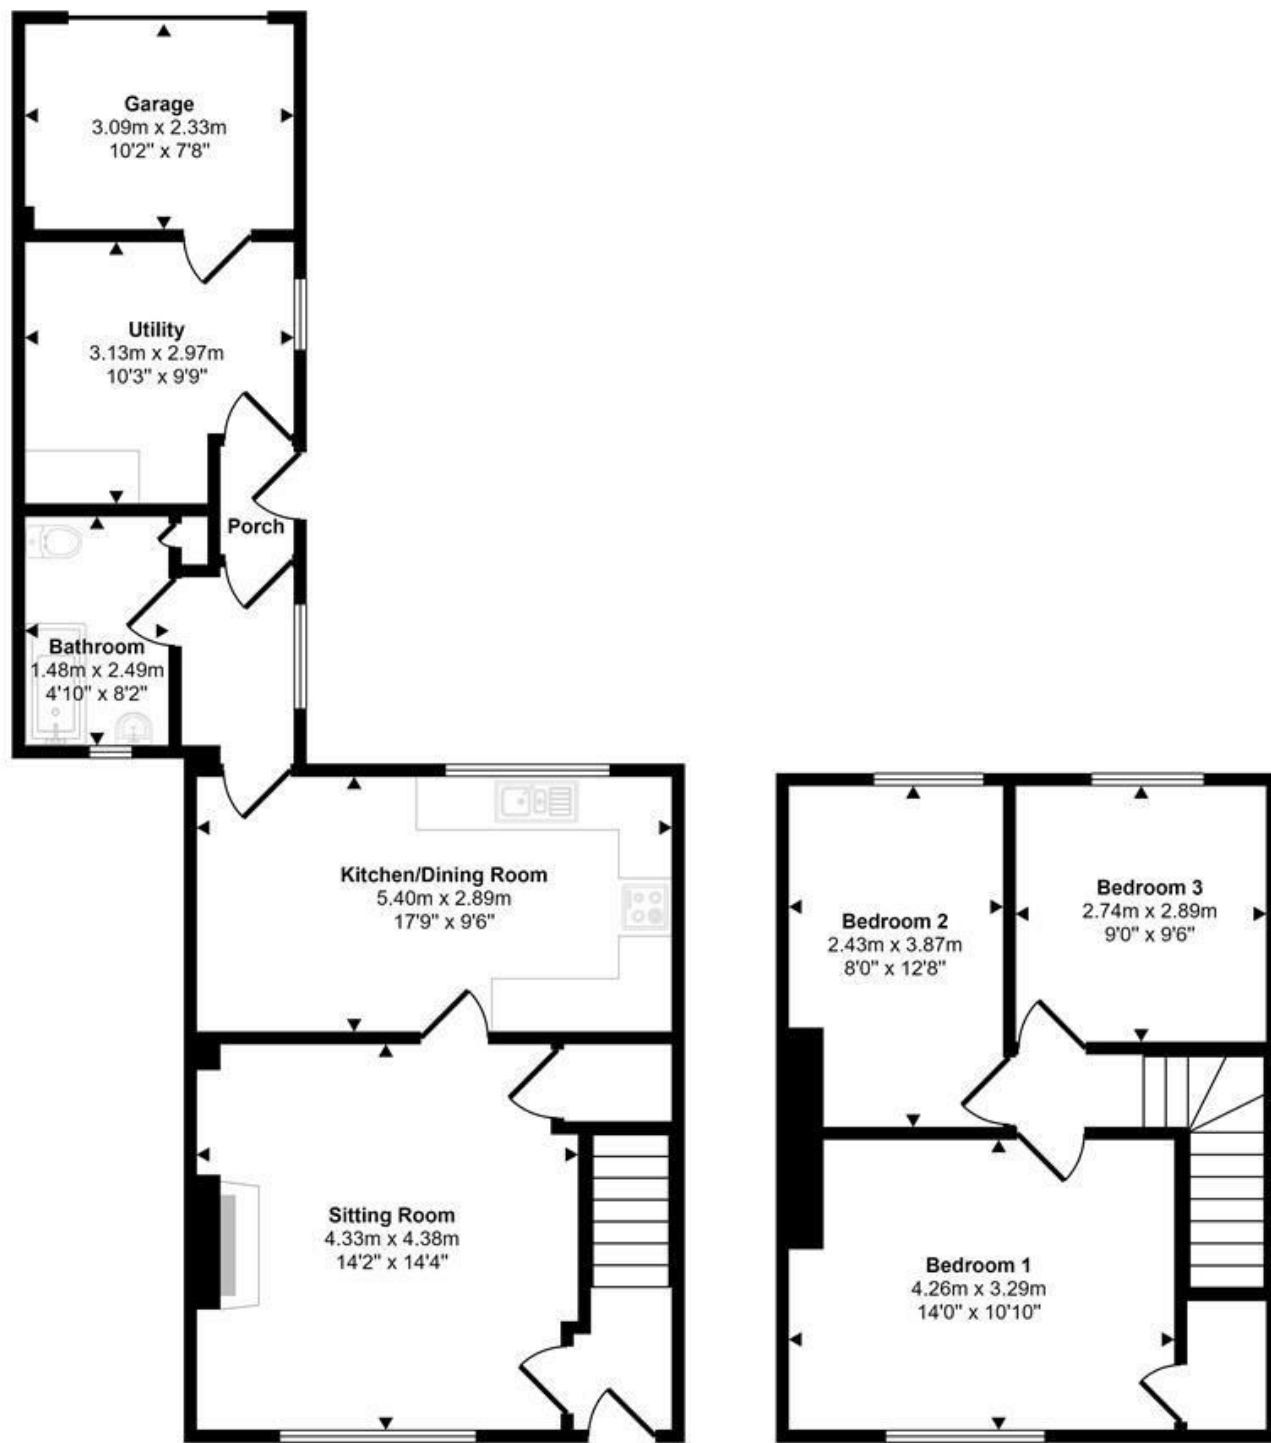 Garage
3.09m x 2.33m
10'2" x 7'8"
Utility
3.13m x 2.97m
10'3" x 9'9"
Porch
Bathroom
1.48m x 2.49m
4'10" x 8'2"
Kitchen/Dining Room
5.40m x 2.89m
17'9" x 9'6"
Sitting Room
4.33m x 4.38m
14'2" x 14'4"
Bedroom 2
2.43m x 3.87m
8'0" x 12'8"
Bedroom 3
2.74m x 2.89m
9'0" x 9'6"
Bedroom 1
4.26m x 3.29m
14'0" x 10'10"